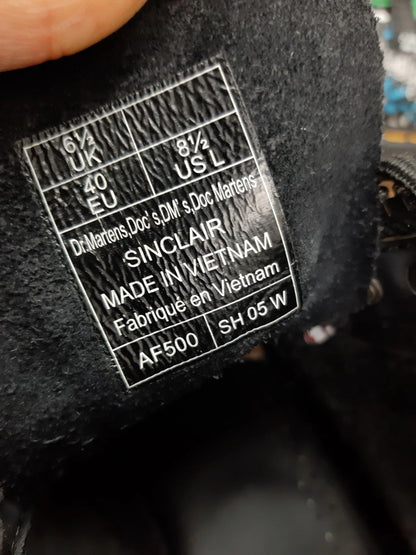 6½
UK
40
EU
8½
US L
Dr.Martens,Doc's,DM's,Doc Martens
SINCLAIR
MADE IN VIETNAM
Fabriqué en Vietnam
AF500
SH 05 W